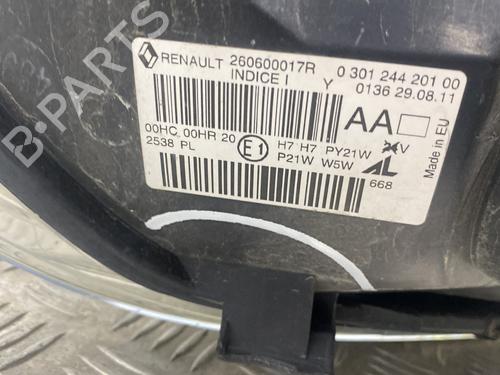 RENAULT 260600017R 0 301 244 201 00
INDICE I Y 0136 29.08.11
AA
Made in EU
00HC 00HR 20 E1 H7 H7 PY21W V
2538 PL P21W W5W AL
668